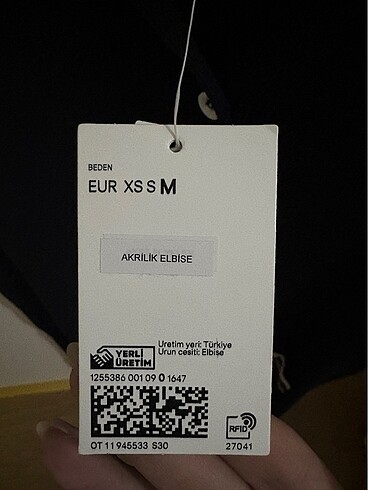 BEDEN
EUR XS S M
AKRİLİK ELBİSE
YERLİ
ÜRETİM
Üretim yeri: Türkiye
Ürün cesiti: Elbise
1255386 001 09 0 1647
RFID
OT 11 945533 S30
27041